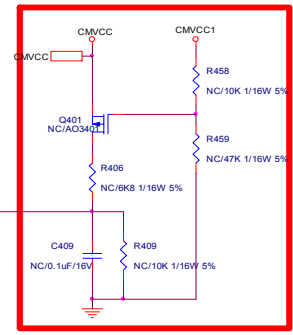 CMVCC
CMVCC1
CMVCC
R458
NC/10K 1/16W 5%
Q401
NC/AO3401
R459
NC/47K 1/16W 5%
R406
NC/6K8 1/16W 5%
C409
NC/0.1uF/16V
R409
NC/10K 1/16W 5%